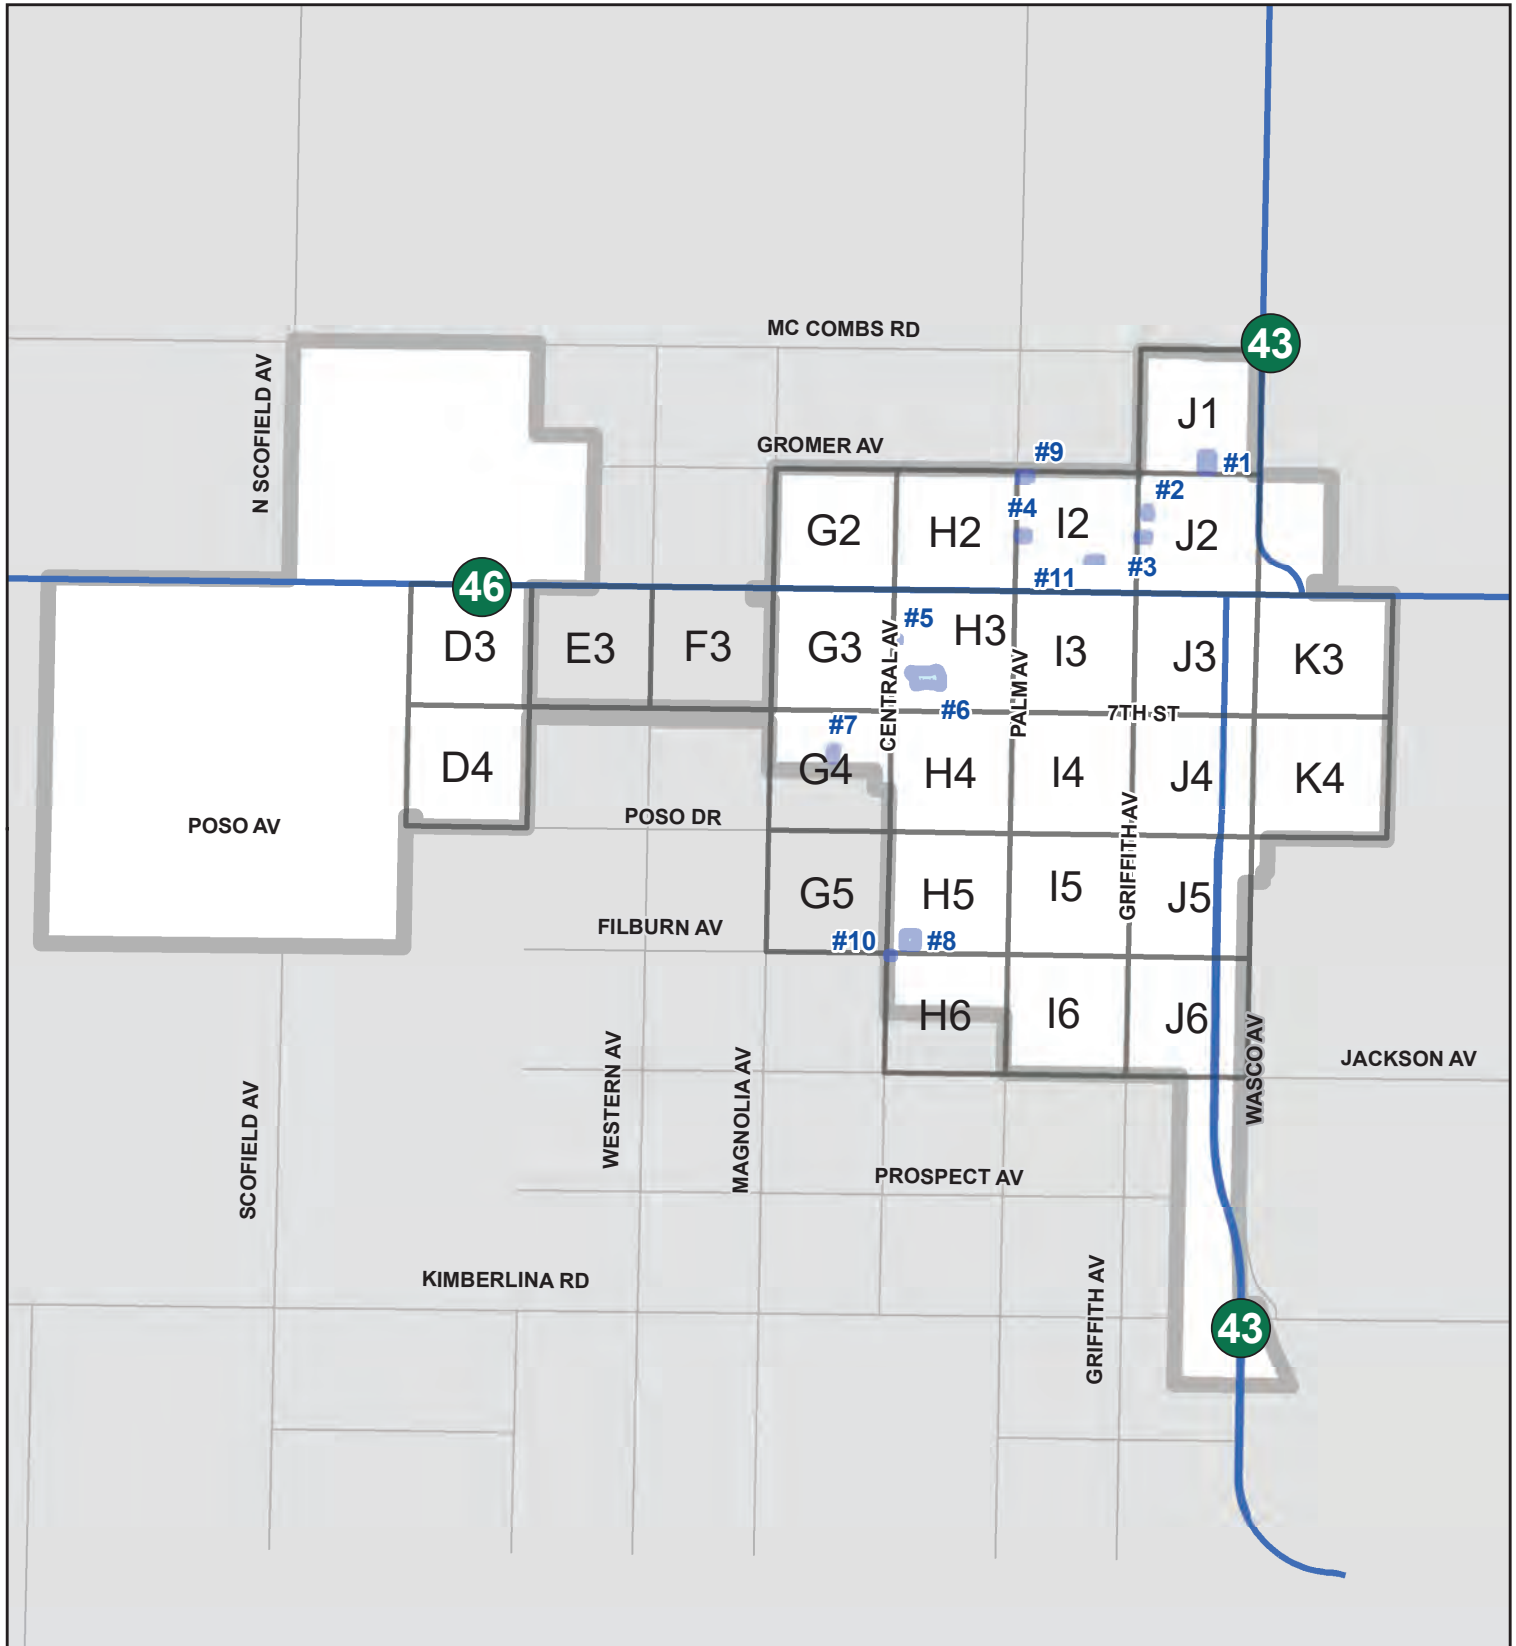 MC COMBS RD
43
N SCOFIELD AV
J1
GROMER AV
#9
#1
#2
#4
G2
H2
I2
J2
#3
#11
46
#5
D3
E3
F3
G3
CENTRAL AV
H3
PALM AV
I3
J3
K3
#6
7TH ST
#7
D4
G4
H4
I4
J4
K4
POSO AV
POSO DR
GRIFFITH AV
G5
H5
I5
J5
FILBURN AV
#10
#8
H6
I6
J6
WASCO AV
JACKSON AV
WESTERN AV
MAGNOLIA AV
SCOFIELD AV
PROSPECT AV
KIMBERLINA RD
GRIFFITH AV
43